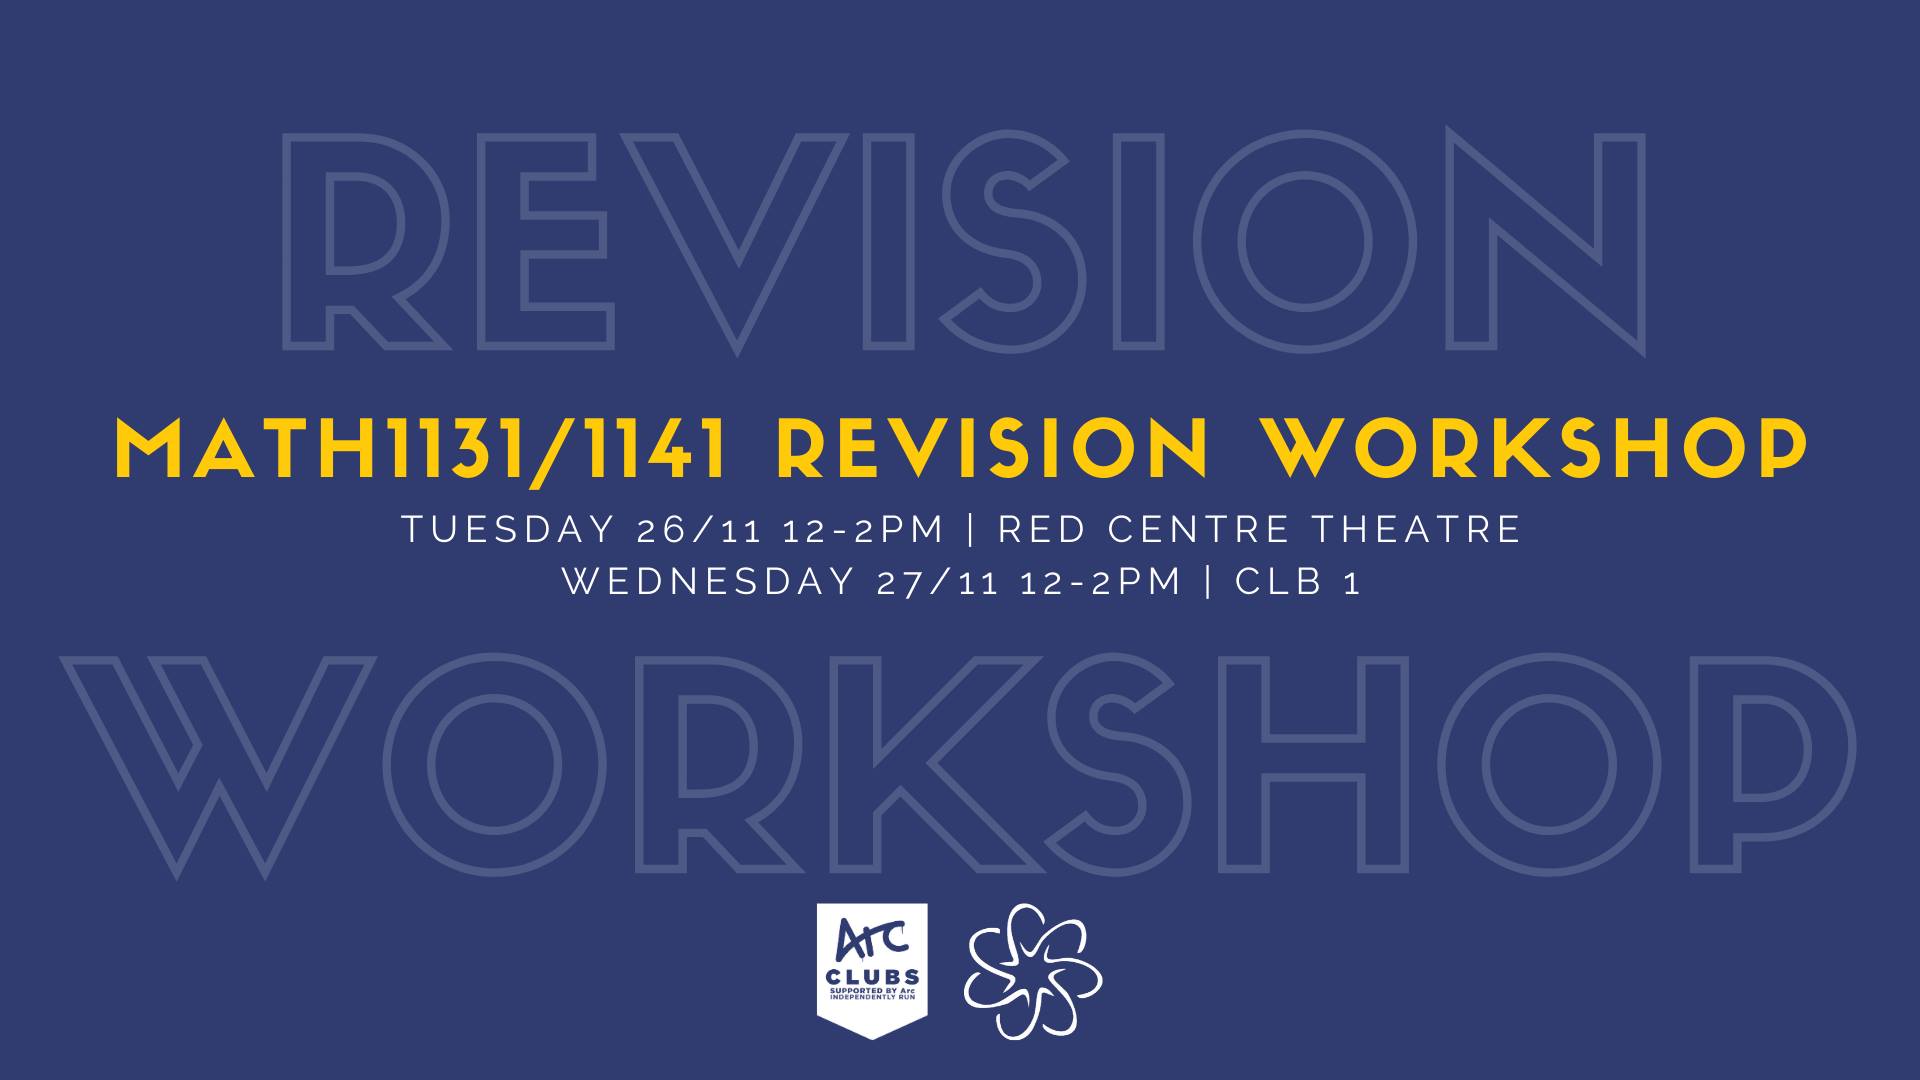 REVISION
MATH1131/1141 REVISION WORKSHOP
TUESDAY 26/11 12-2PM | RED CENTRE THEATRE
WEDNESDAY 27/11 12-2PM | CLB 1
WORKSHOP
Arc
CLUBS
SUPPORTED BY Arc
INDEPENDENTLY RUN